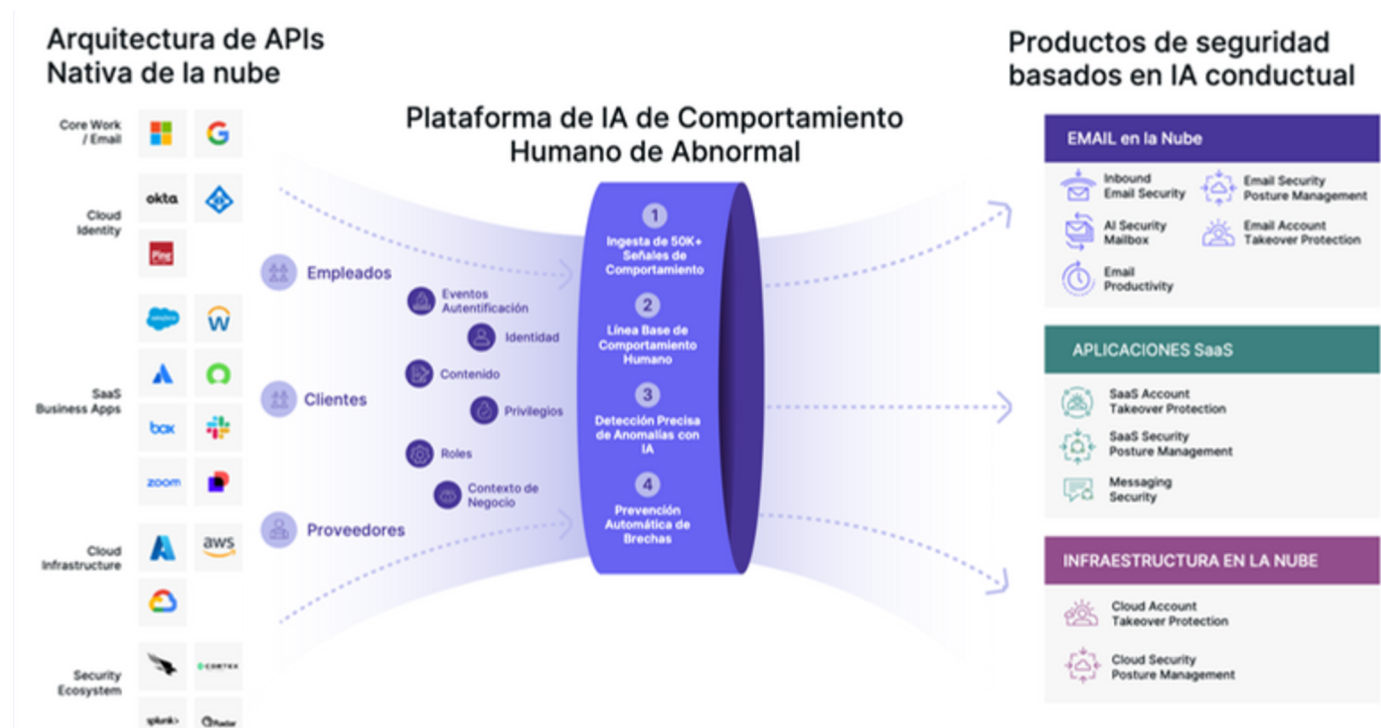 Arquitectura de APIs
Nativa de la nube
Core Work
/ Email
okta
Cloud
Identity
Ping
salesforce
SaaS
Business Apps
box
zoom
Cloud
Infrastructure
aws
Security
Ecosystem
CORTEX
splunk>
QRadar
Empleados
Clientes
Proveedores
Eventos
Autentificación
Identidad
Contenido
Privilegios
Roles
Contexto de
Negocio
Plataforma de IA de Comportamiento
Humano de Abnormal
1
Ingesta de 50K+
Señales de
Comportamiento
2
Línea Base de
Comportamiento
Humano
3
Detección Precisa
de Anomalías con
IA
4
Prevención
Automática de
Brechas
Productos de seguridad
basados en IA conductual
EMAIL en la Nube
Inbound
Email Security
Email Security
Posture Management
AI Security
Mailbox
Email Account
Takeover Protection
Email
Productivity
APLICACIONES SaaS
SaaS Account
Takeover Protection
SaaS Security
Posture Management
Messaging
Security
INFRAESTRUCTURA EN LA NUBE
Cloud Account
Takeover Protection
Cloud Security
Posture Management